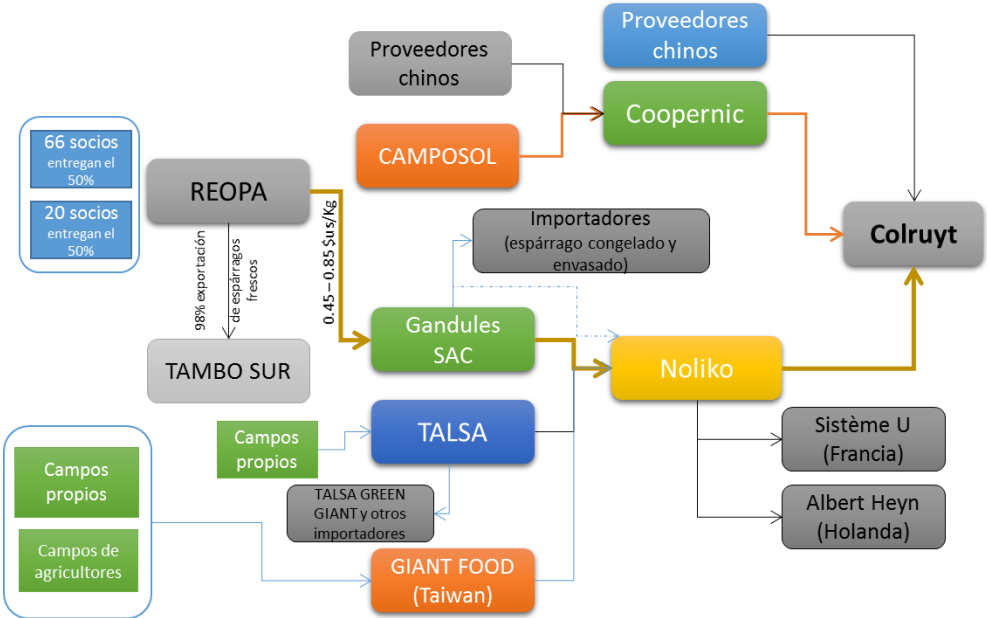 Proveedores
chinos
Proveedores
chinos
Coopernic
CAMPOSOL
66 socios
entregan el
50%
20 socios
entregan el
50%
REOPA
Importadores
(espárrago congelado y
envasado)
Colruyt
98% exportación
de espárragos
frescos
0.45 – 0.85 $us/Kg
Gandules
SAC
Noliko
TAMBO SUR
Campos
propios
TALSA
Sistème U
(Francia)
Campos
propios
TALSA GREEN
GIANT y otros
importadores
Albert Heyn
(Holanda)
Campos de
agricultores
GIANT FOOD
(Taiwan)